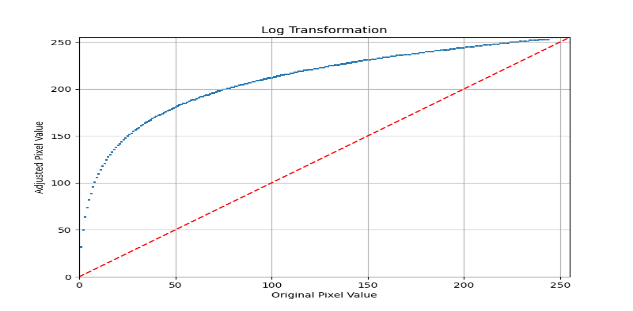 Log Transformation
250
200
150
100
50
0
Adjusted Pixel Value
0 50 100 150 200 250
Original Pixel Value